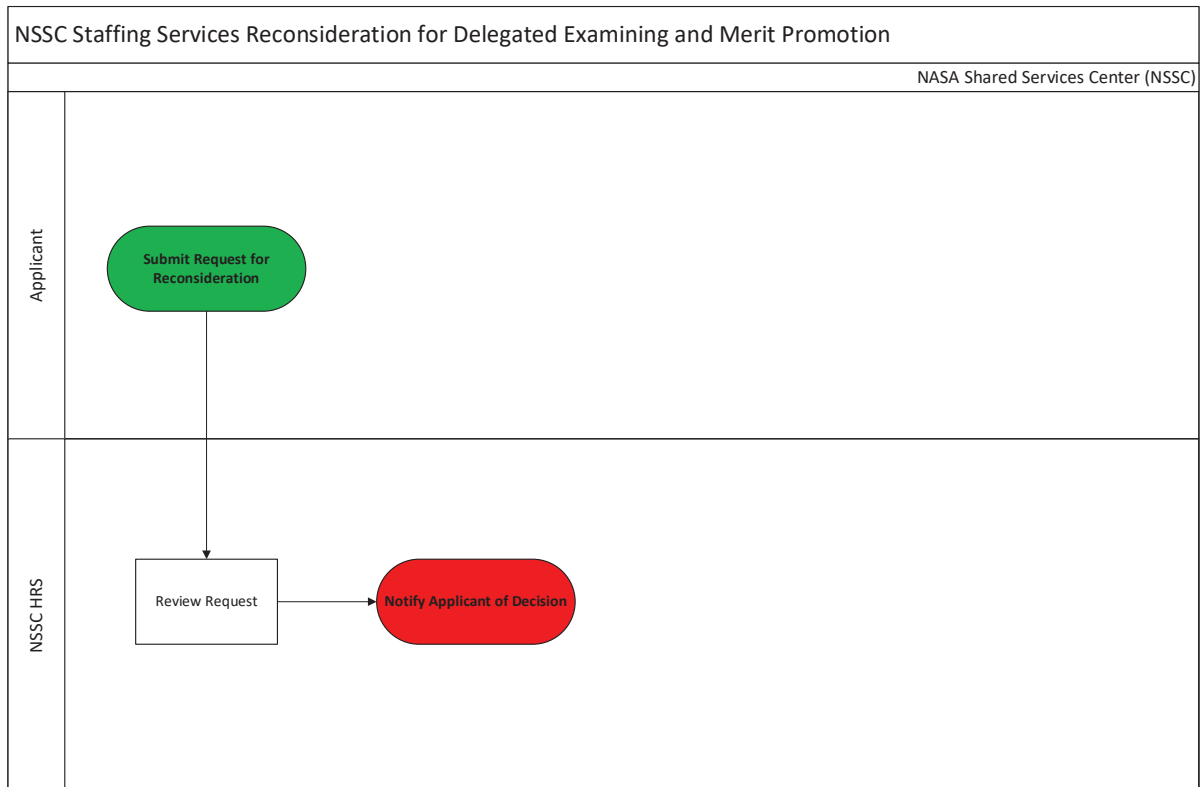 NSSC Staffing Services Reconsideration for Delegated Examining and Merit Promotion
NASA Shared Services Center (NSSC)
Applicant
Submit Request for
Reconsideration
NSSC HRS
Review Request
Notify Applicant of Decision